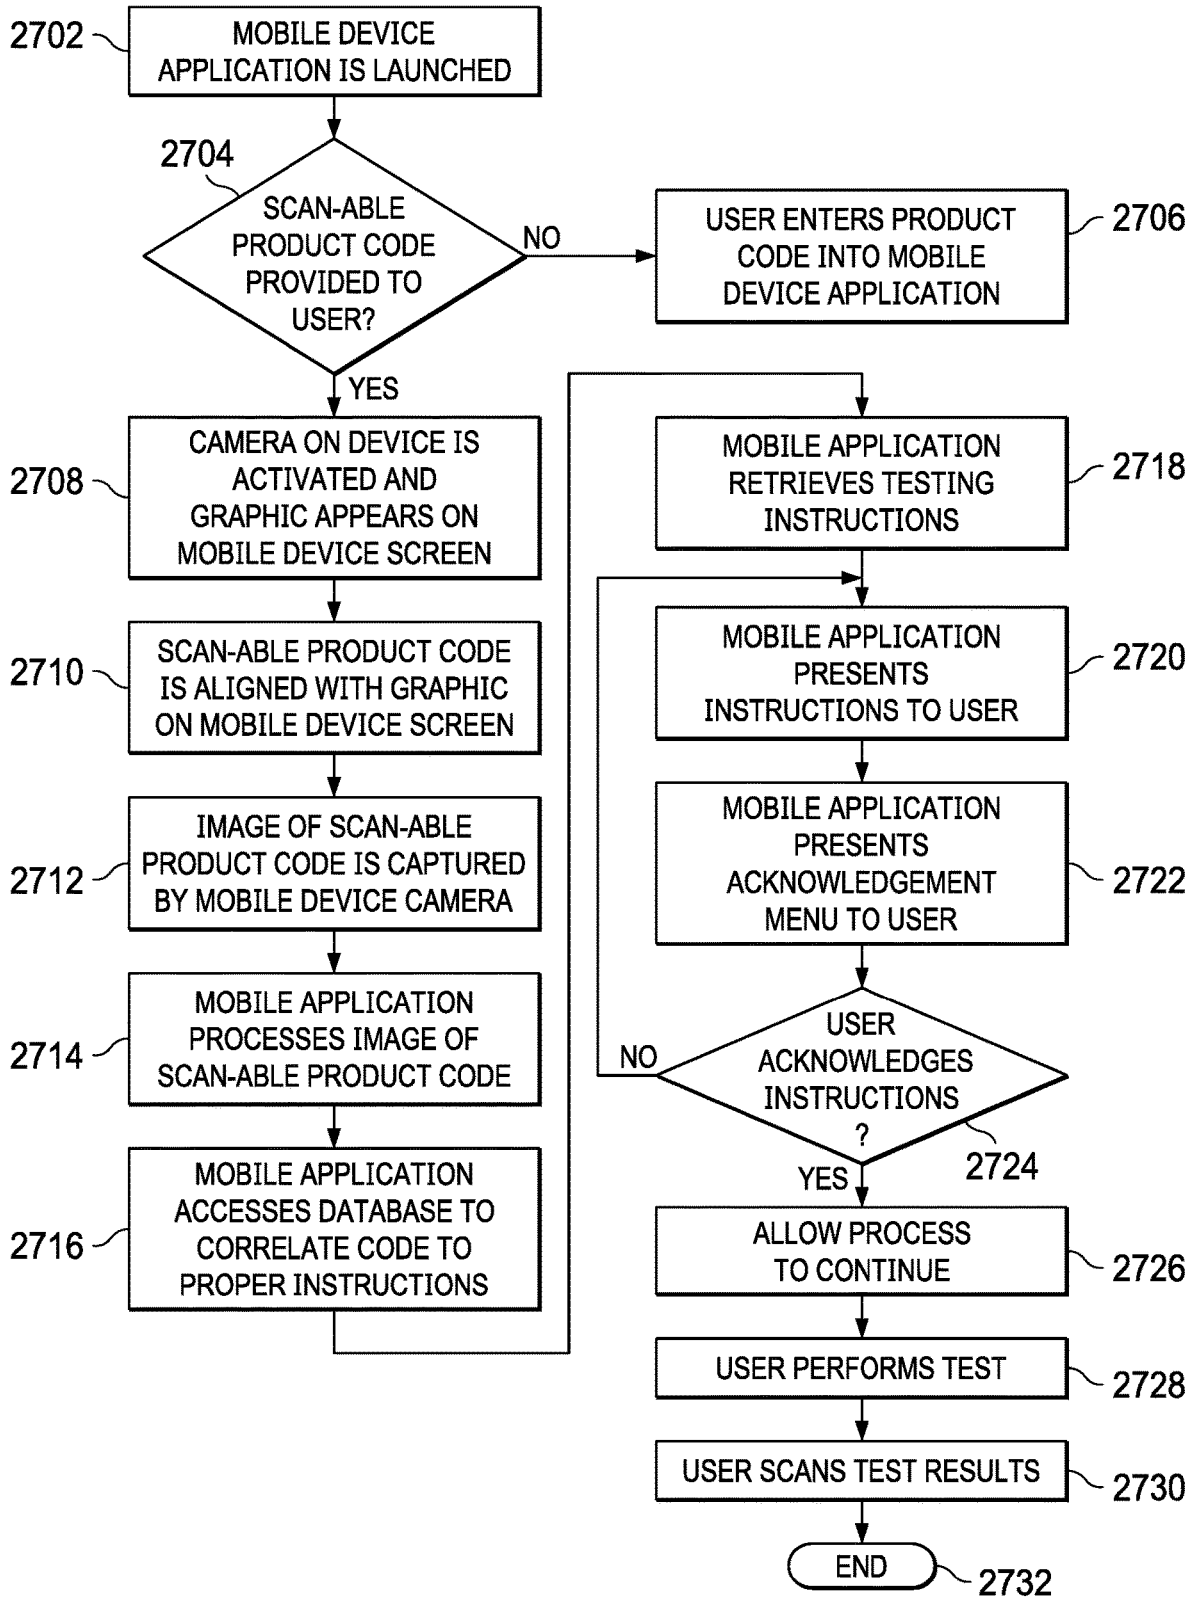 2702
MOBILE DEVICE
APPLICATION IS LAUNCHED
2704
SCAN-ABLE
PRODUCT CODE
PROVIDED TO
USER?
NO
YES
2706
USER ENTERS PRODUCT
CODE INTO MOBILE
DEVICE APPLICATION
2708
CAMERA ON DEVICE IS
ACTIVATED AND
GRAPHIC APPEARS ON
MOBILE DEVICE SCREEN
2710
SCAN-ABLE PRODUCT CODE
IS ALIGNED WITH GRAPHIC
ON MOBILE DEVICE SCREEN
2712
IMAGE OF SCAN-ABLE
PRODUCT CODE IS CAPTURED
BY MOBILE DEVICE CAMERA
2714
MOBILE APPLICATION
PROCESSES IMAGE OF
SCAN-ABLE PRODUCT CODE
2716
MOBILE APPLICATION
ACCESSES DATABASE TO
CORRELATE CODE TO
PROPER INSTRUCTIONS
MOBILE APPLICATION
RETRIEVES TESTING
INSTRUCTIONS
2718
MOBILE APPLICATION
PRESENTS
INSTRUCTIONS TO USER
2720
MOBILE APPLICATION
PRESENTS
ACKNOWLEDGEMENT
MENU TO USER
2722
USER
ACKNOWLEDGES
INSTRUCTIONS
?
NO
2724
YES
ALLOW PROCESS
TO CONTINUE
2726
USER PERFORMS TEST
2728
USER SCANS TEST RESULTS
2730
END
2732